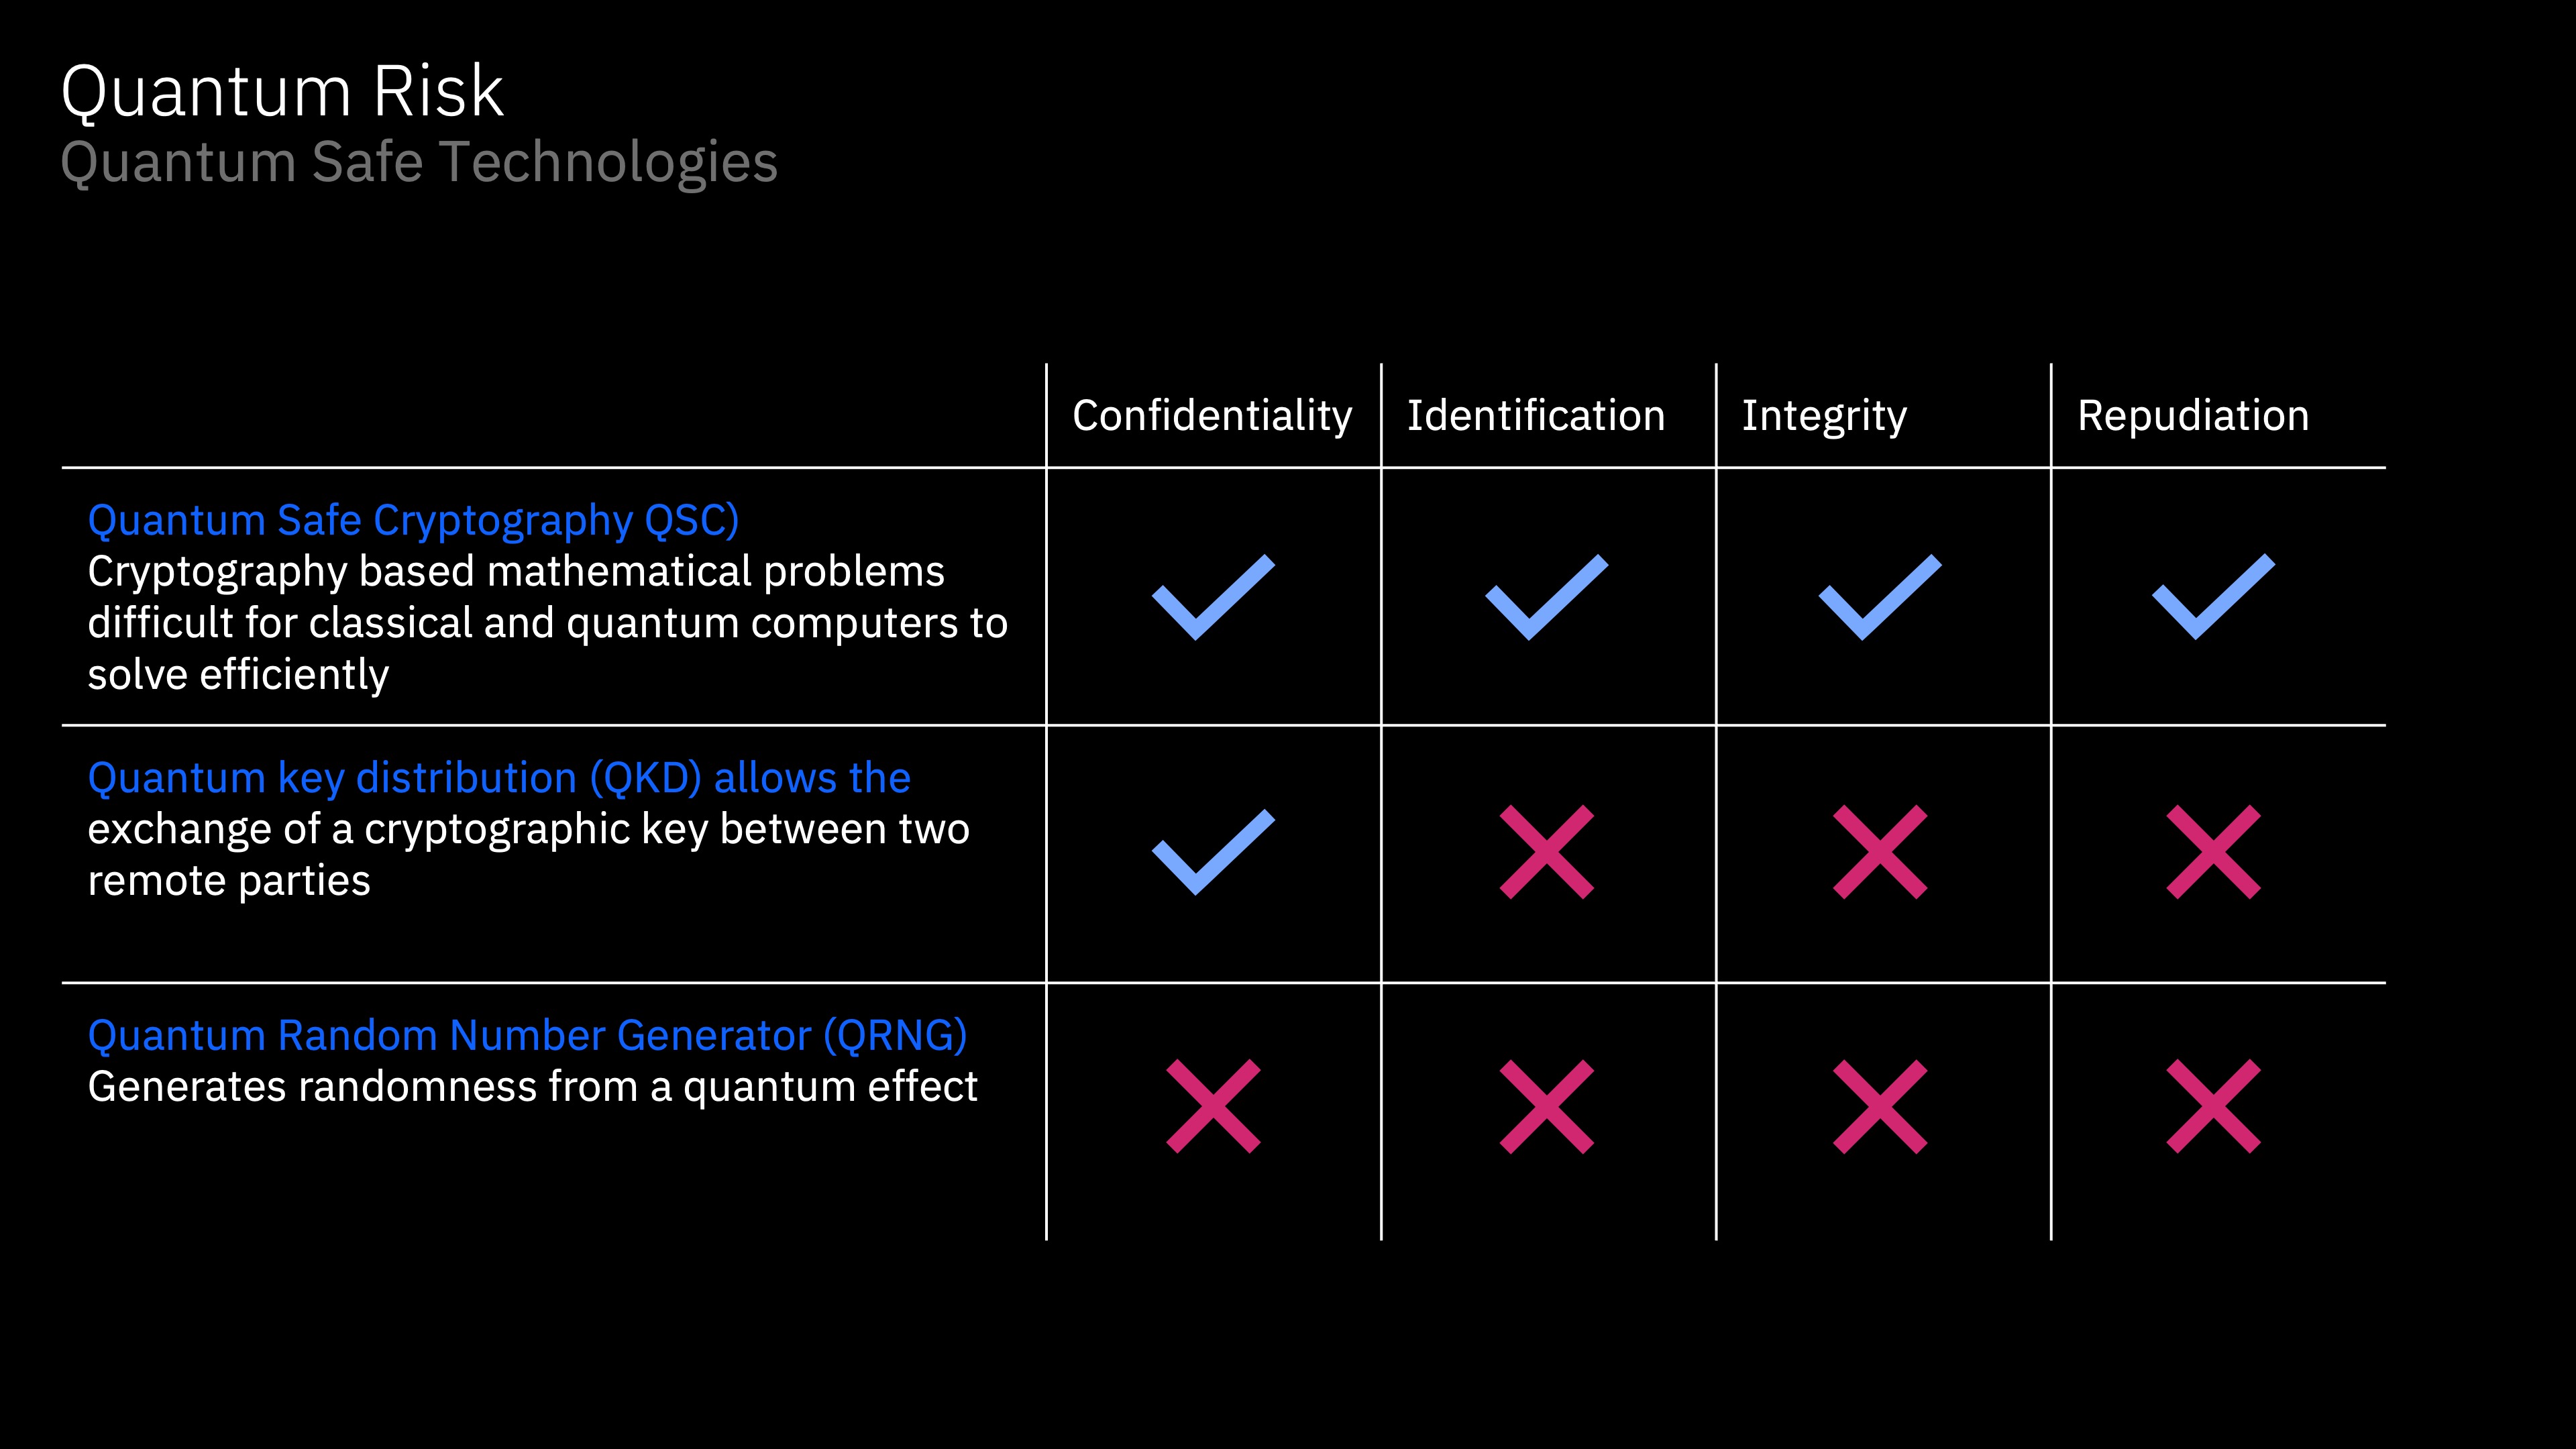 Quantum Risk
Quantum Safe Technologies
Confidentiality Identification Integrity Repudiation
Quantum Safe Cryptography QSC)
Cryptography based mathematical problems
difficult for classical and quantum computers to
solve efficiently
Quantum key distribution (QKD) allows the
exchange of a cryptographic key between two
remote parties
Quantum Random Number Generator (QRNG)
Generates randomness from a quantum effect